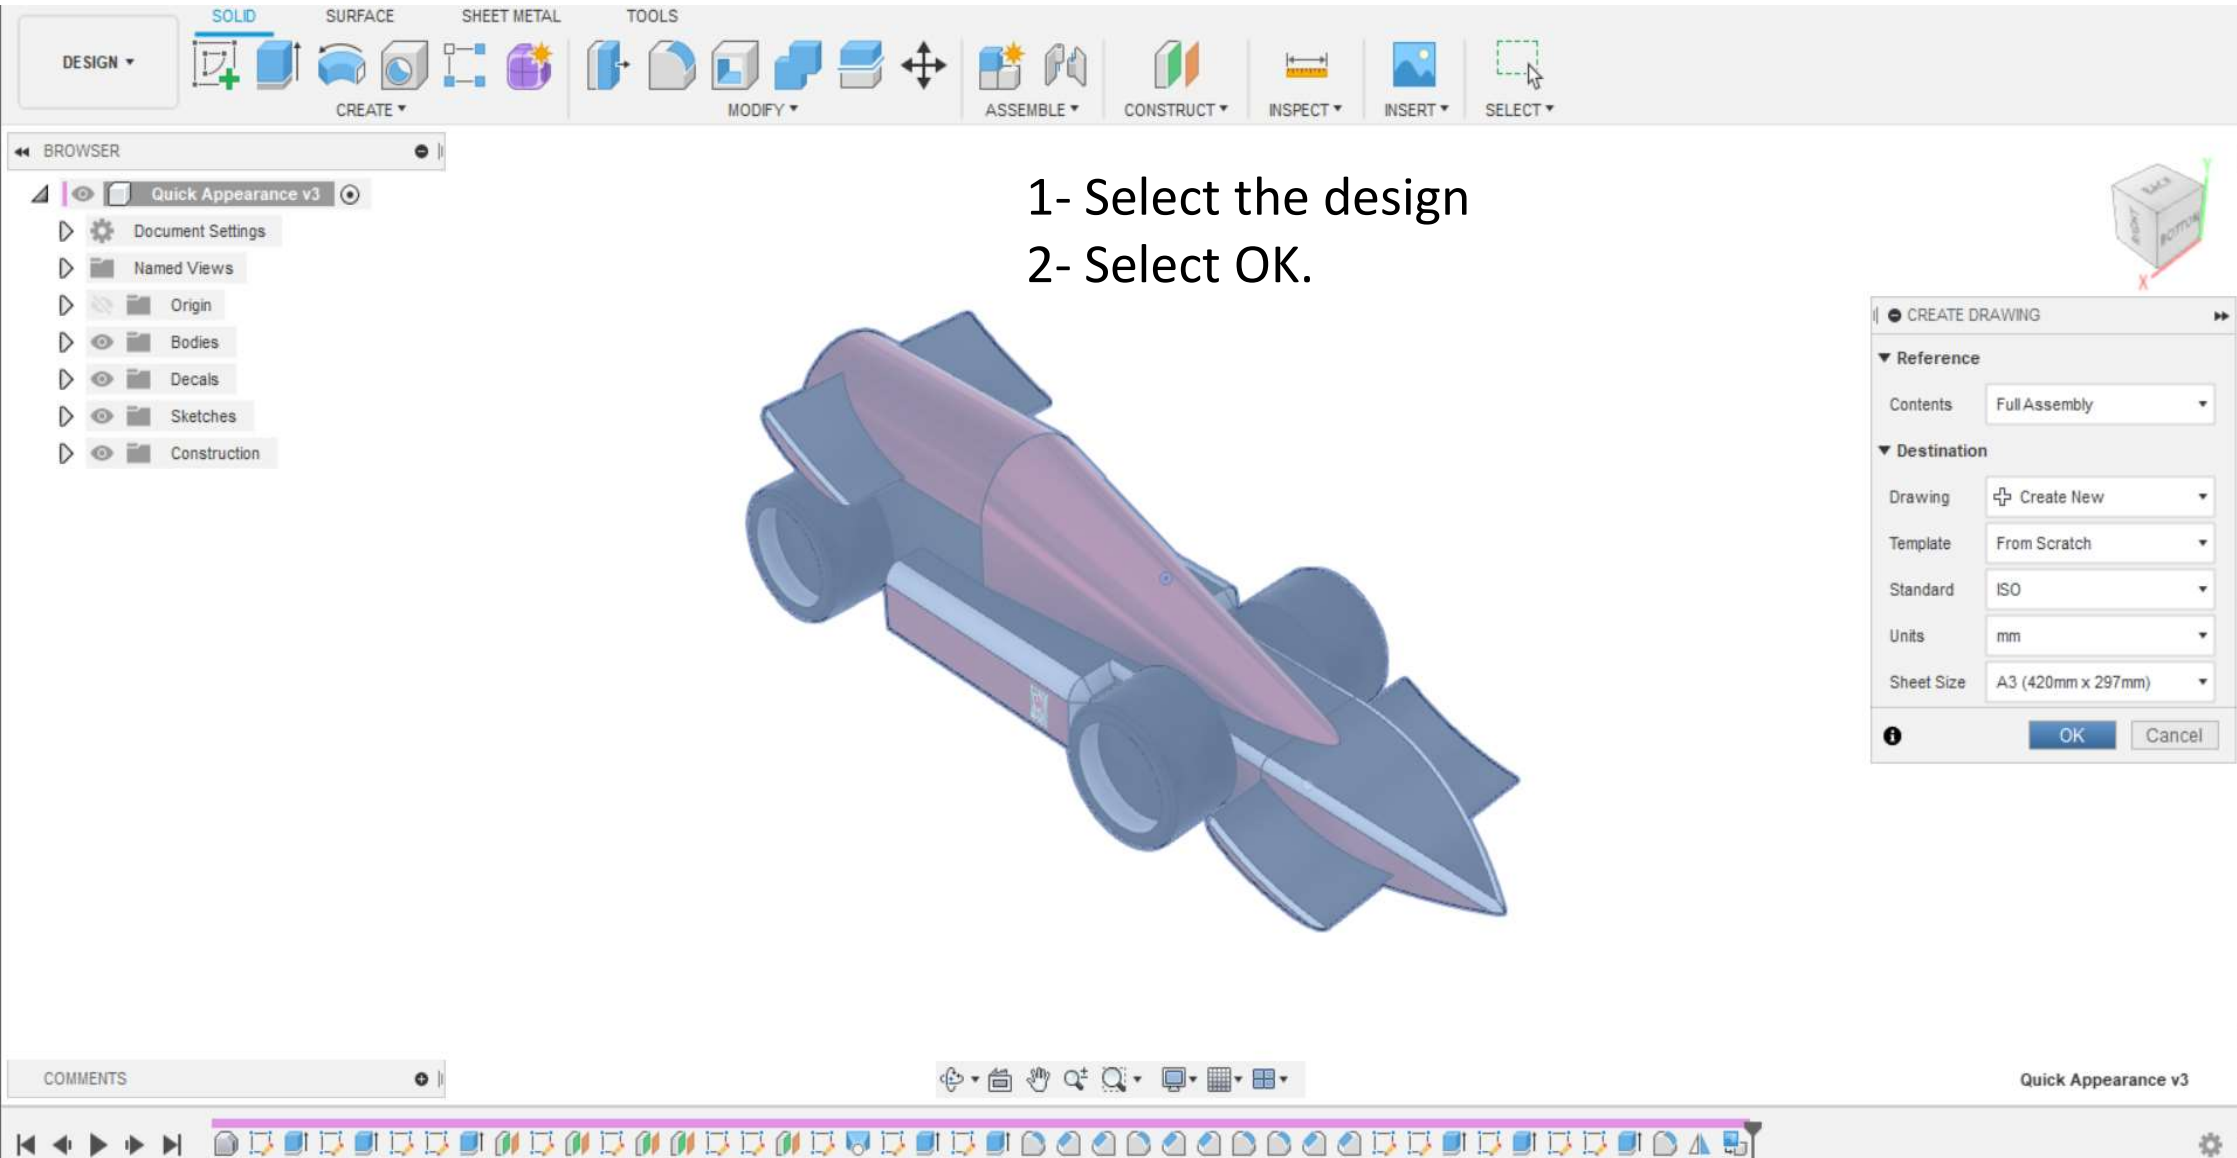 SOLID
SURFACE
SHEET METAL
TOOLS
DESIGN
CREATE
MODIFY
ASSEMBLE
CONSTRUCT
INSPECT
INSERT
SELECT
BROWSER
Quick Appearance v3
Document Settings
Named Views
Origin
Bodies
Decals
Sketches
Construction
1- Select the design
2- Select OK.
Y
BACK
RIGHT
BOTTOM
X
CREATE DRAWING
Reference
Contents Full Assembly
Destination
Drawing Create New
Template From Scratch
Standard ISO
Units mm
Sheet Size A3 (420mm x 297mm)
OK Cancel
COMMENTS
Quick Appearance v3